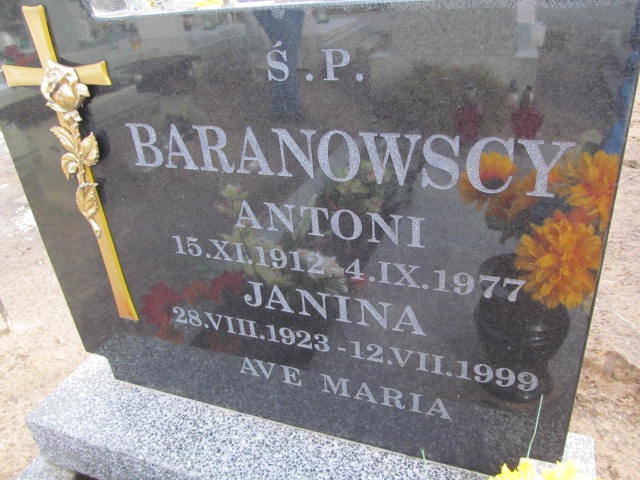 Ś.P.
BARANOWSCY
ANTONI
15.XI.1912-4.IX.1977
JANINA
28.VIII.1923-12.VII.1999
AVE MARIA